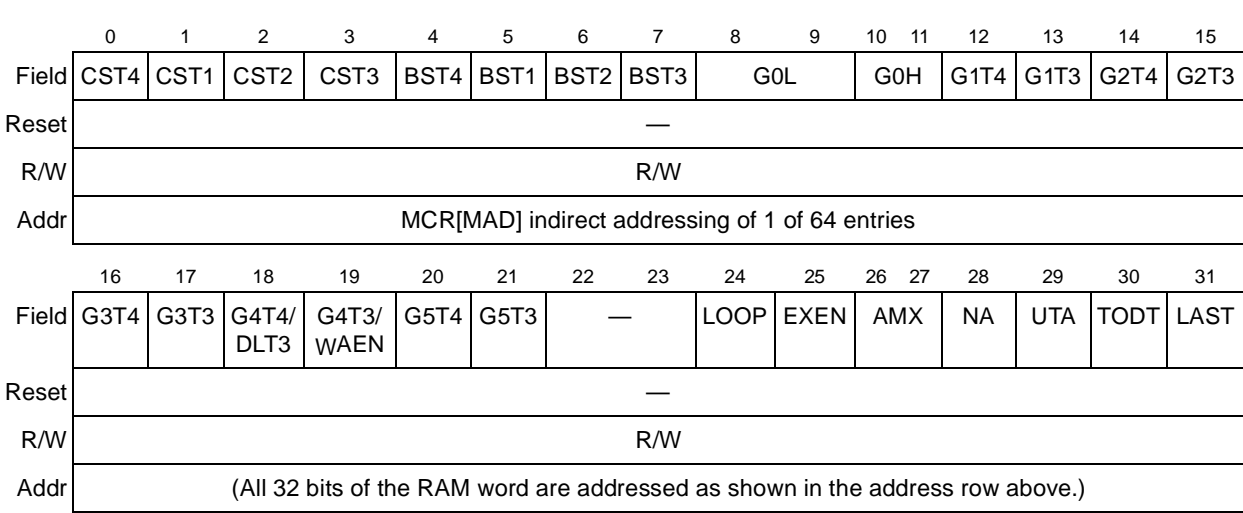 0 1 2 3 4 5 6 7 8 9 10 11 12 13 14 15
Field CST4 CST1 CST2 CST3 BST4 BST1 BST2 BST3 G0L G0H G1T4 G1T3 G2T4 G2T3
Reset —
R/W R/W
Addr MCR[MAD] indirect addressing of 1 of 64 entries
16 17 18 19 20 21 22 23 24 25 26 27 28 29 30 31
Field G3T4 G3T3 G4T4/ G4T3/ G5T4 G5T3 — LOOP EXEN AMX NA UTA TODT LAST
DLT3 WAEN
Reset —
R/W R/W
Addr (All 32 bits of the RAM word are addressed as shown in the address row above.)